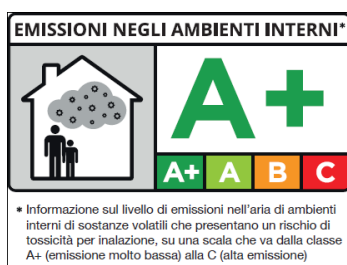 EMISSIONI NEGLI AMBIENTI INTERNI*
A+
A+ A B C
* Informazione sul livello di emissioni nell'aria di ambienti
interni di sostanze volatili che presentano un rischio di
tossicità per inalazione, su una scala che va dalla classe
A+ (emissione molto bassa) alla C (alta emissione)